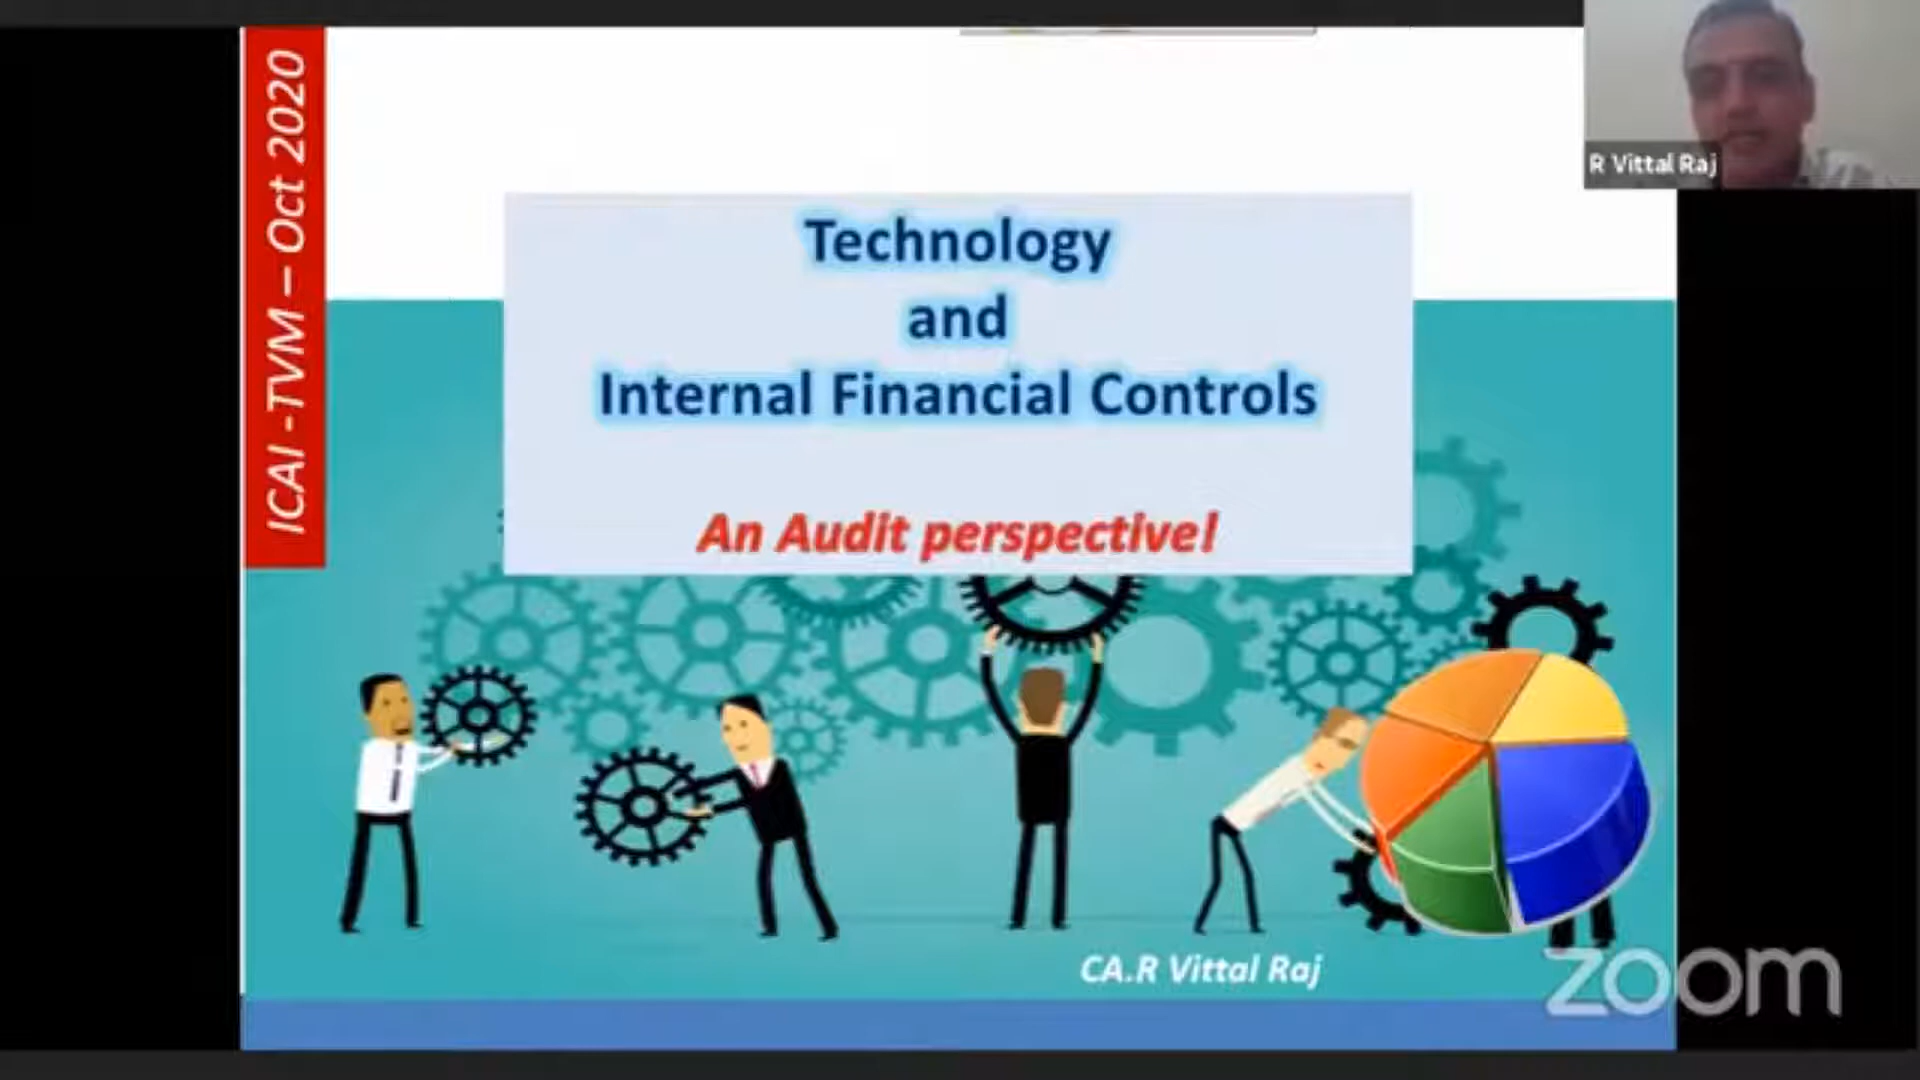 ICAI -TVM – Oct 2020
R Vittal Raj
Technology
and
Internal Financial Controls
An Audit perspective!
CA.R Vittal Raj
zoom